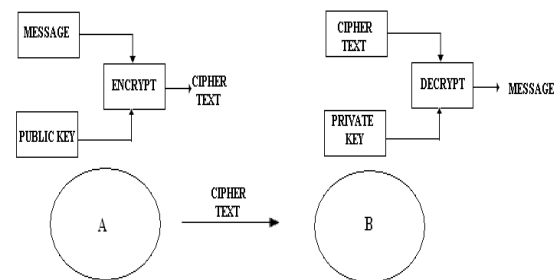 MESSAGE
ENCRYPT
CIPHER
TEXT
PUBLIC KEY
CIPHER
TEXT
DECRYPT
MESSAGE
PRIVATE
KEY
A
CIPHER
TEXT
B